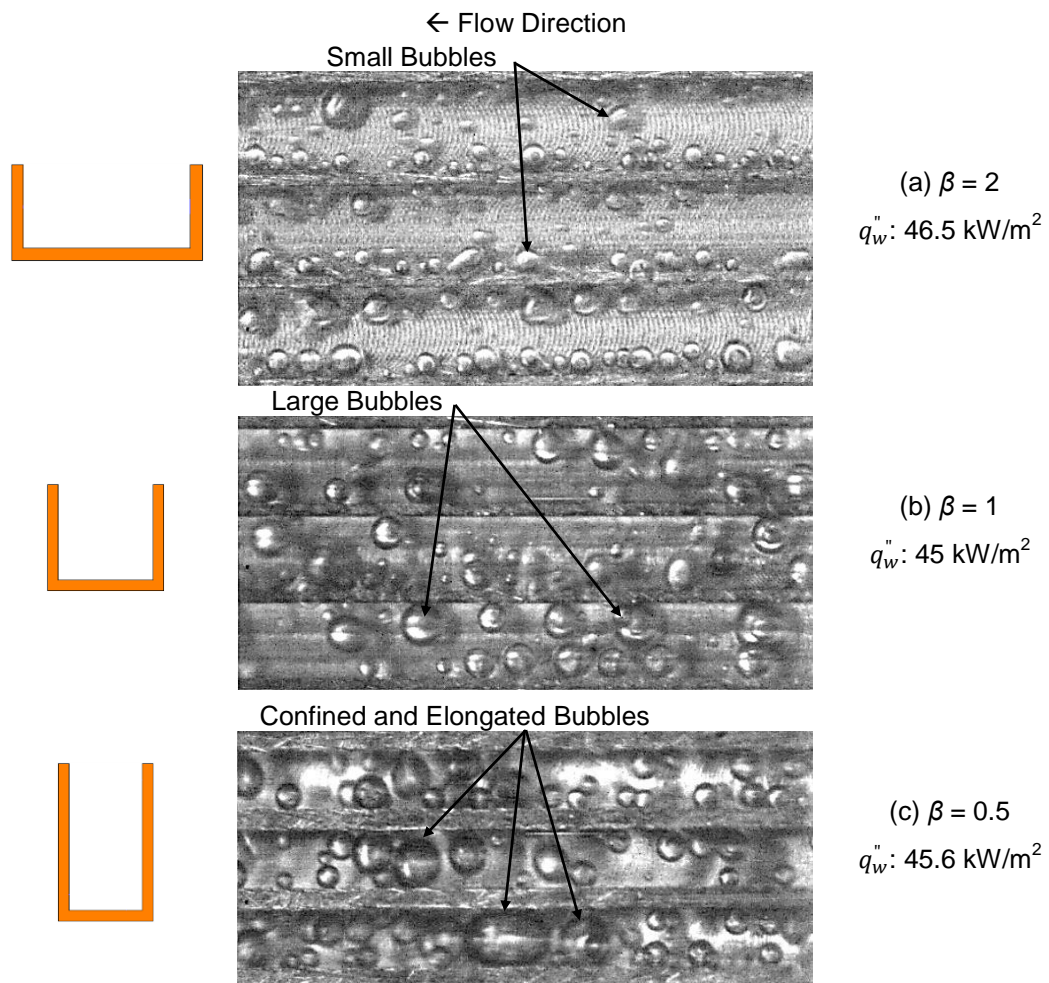 ← Flow Direction
Small Bubbles
(a) β = 2
q"w: 46.5 kW/m²
Large Bubbles
(b) β = 1
q"w: 45 kW/m²
Confined and Elongated Bubbles
(c) β = 0.5
q"w: 45.6 kW/m²